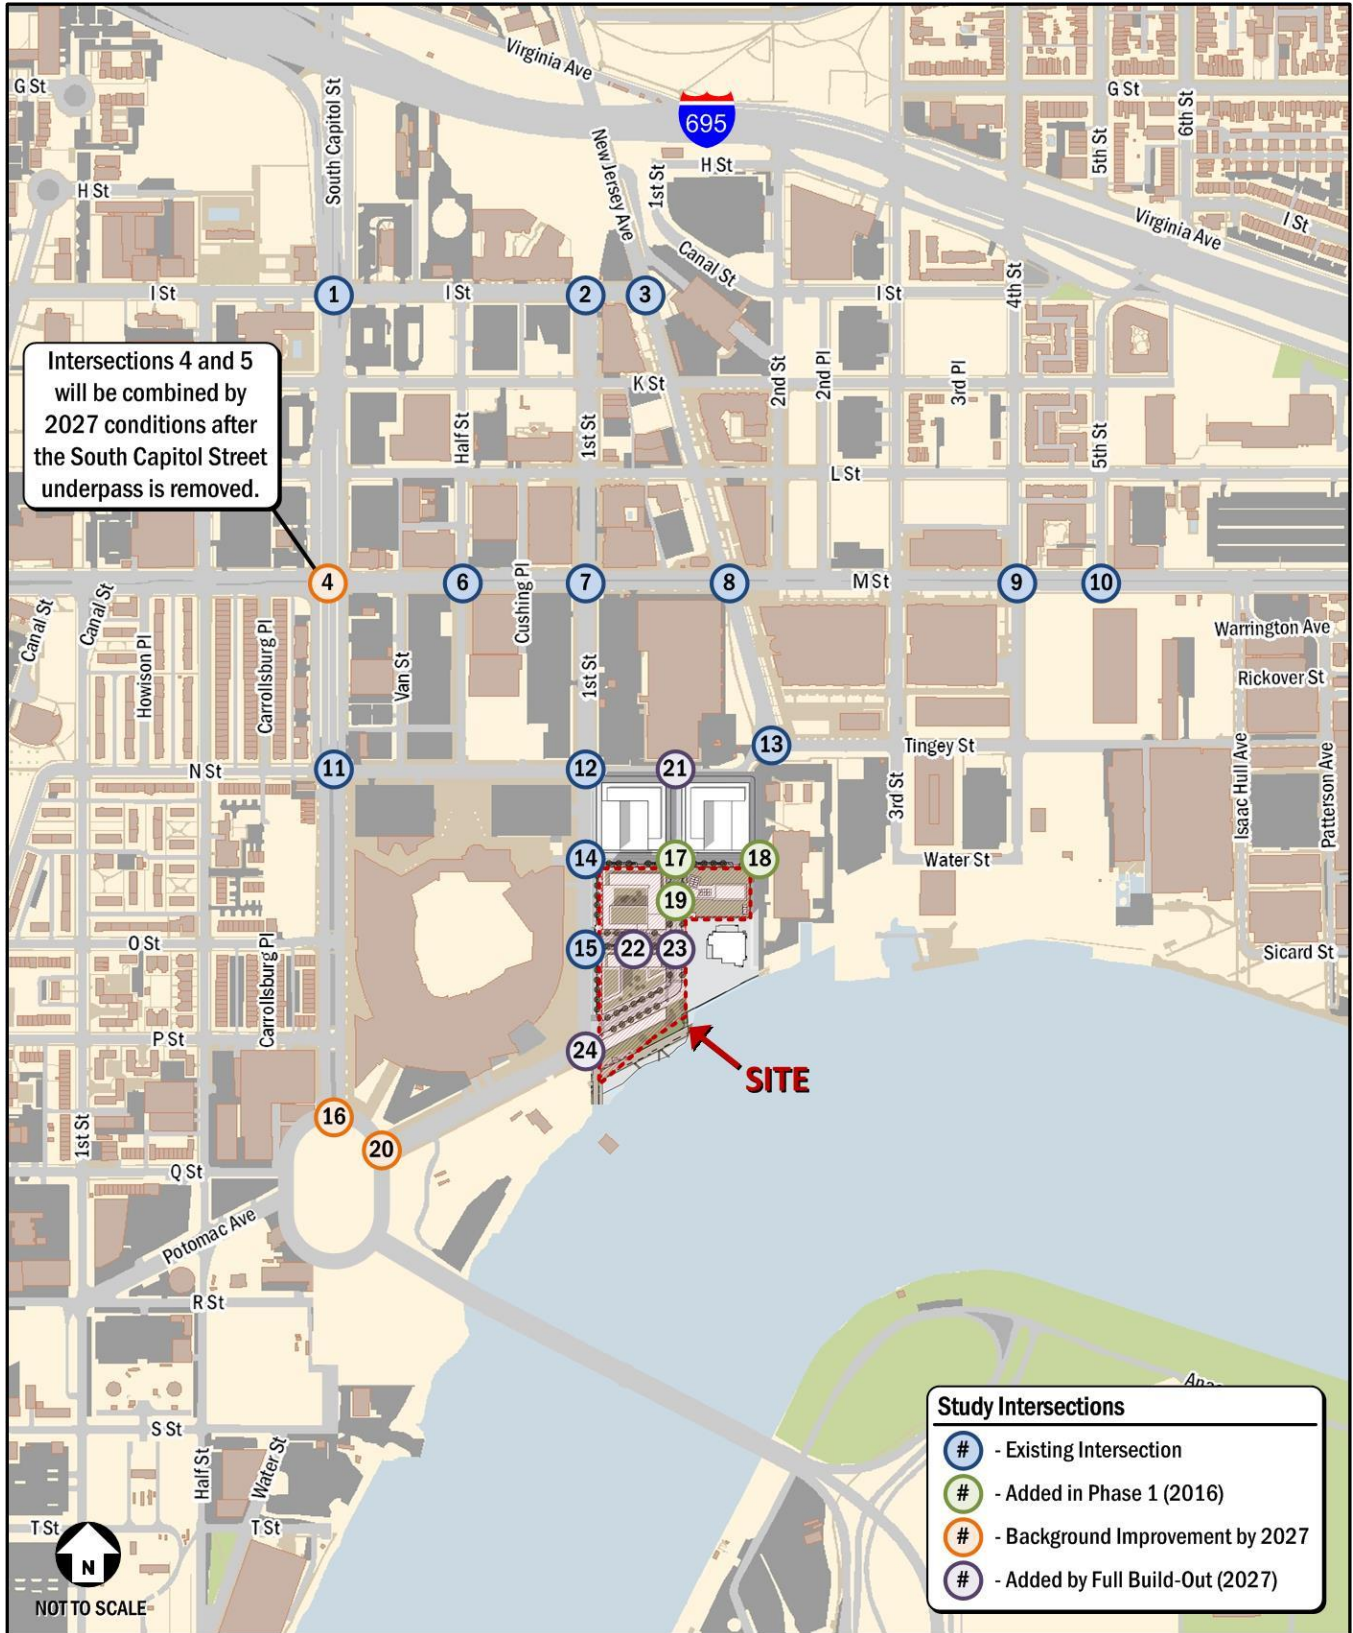 Virginia Ave
G St
South Capitol St
695
G St
5th St
6th St
New Jersey Ave
1st St
H St
5th St
H St
Canal St
Virginia Ave
I St
4th St
I St
1
I St
2
3
I St
Intersections 4 and 5
will be combined by
2027 conditions after
the South Capitol Street
underpass is removed.
K St
2nd St
2nd Pl
3rd Pl
Half St
1st St
5th St
L St
4
6
7
8
M St
9
10
Canal St
Canal St
Howison Pl
Carrollsburg Pl
Van St
Cushing Pl
1st St
Warrington Ave
Rickover St
N St
11
12
21
13
Tingey St
3rd St
Isaac Hull Ave
Patterson Ave
14
17
18
Water St
19
O St
Carrollsburg Pl
15
22
23
Sicard St
P St
24
SITE
1st St
16
20
Q St
Potomac Ave
R St
S St
Half St
Water St
T St
T St
N
NOT TO SCALE
Study Intersections
# - Existing Intersection
# - Added in Phase 1 (2016)
# - Background Improvement by 2027
# - Added by Full Build-Out (2027)